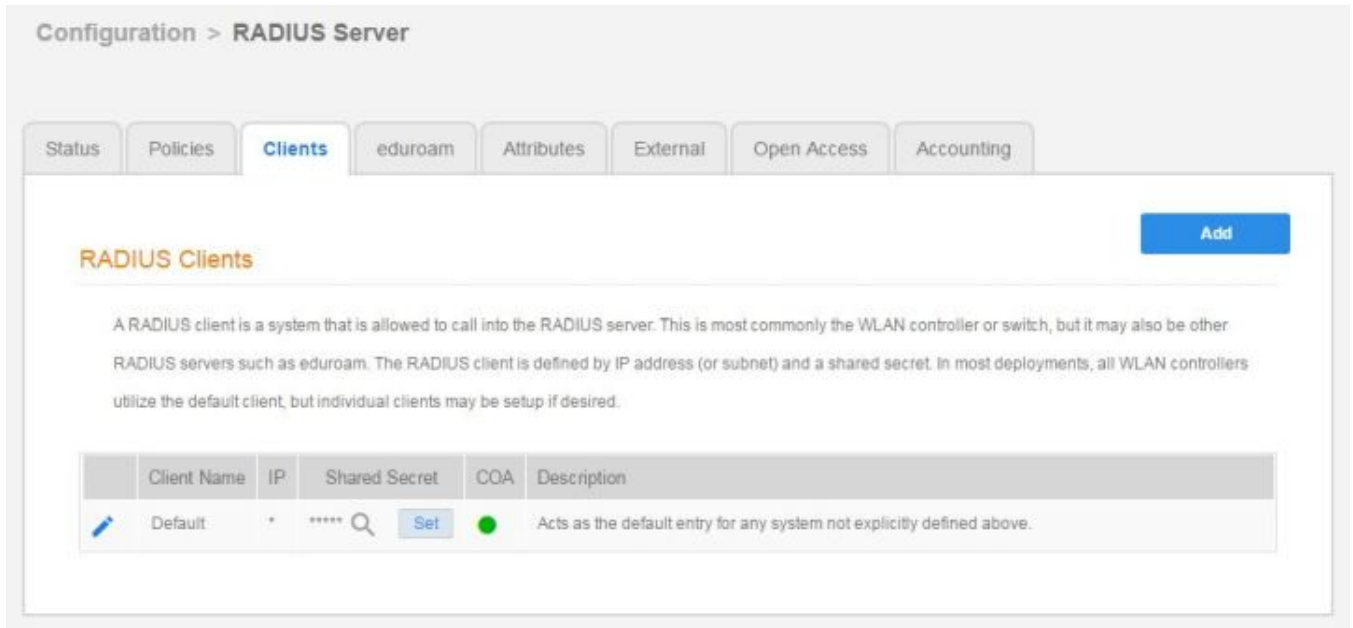 Configuration > RADIUS Server
Status Policies Clients eduroam Attributes External Open Access Accounting
Add
RADIUS Clients
A RADIUS client is a system that is allowed to call into the RADIUS server. This is most commonly the WLAN controller or switch, but it may also be other
RADIUS servers such as eduroam. The RADIUS client is defined by IP address (or subnet) and a shared secret. In most deployments, all WLAN controllers
utilize the default client, but individual clients may be setup if desired.
Client Name IP Shared Secret COA Description
Default * ***** Set Acts as the default entry for any system not explicitly defined above.